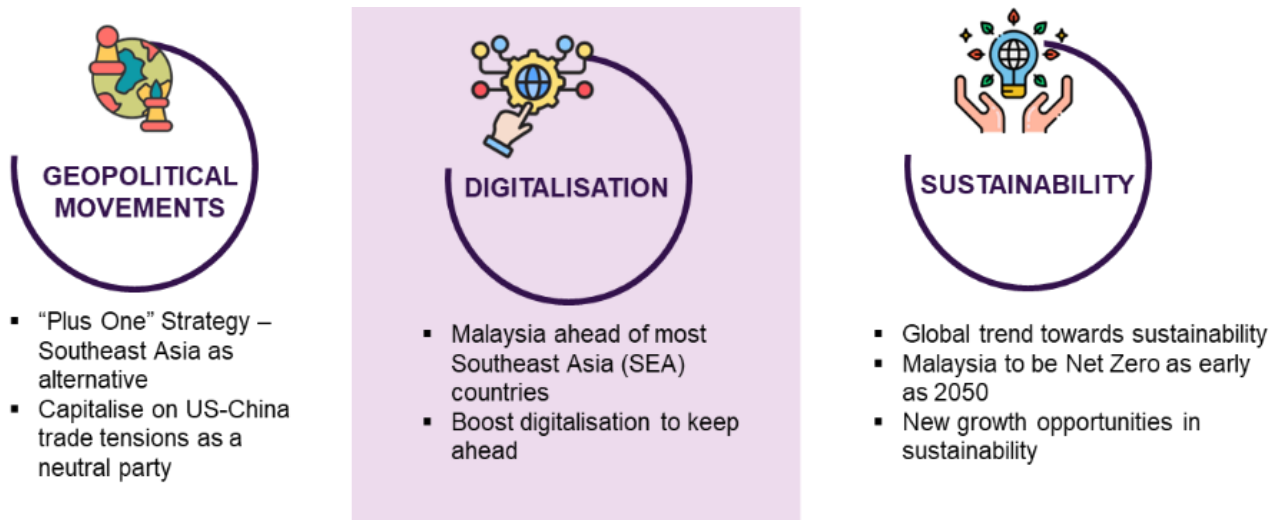 GEOPOLITICAL
MOVEMENTS
▪ “Plus One” Strategy –
Southeast Asia as
alternative
▪ Capitalise on US-China
trade tensions as a
neutral party
DIGITALISATION
▪ Malaysia ahead of most
Southeast Asia (SEA)
countries
▪ Boost digitalisation to keep
ahead
SUSTAINABILITY
▪ Global trend towards sustainability
▪ Malaysia to be Net Zero as early
as 2050
▪ New growth opportunities in
sustainability